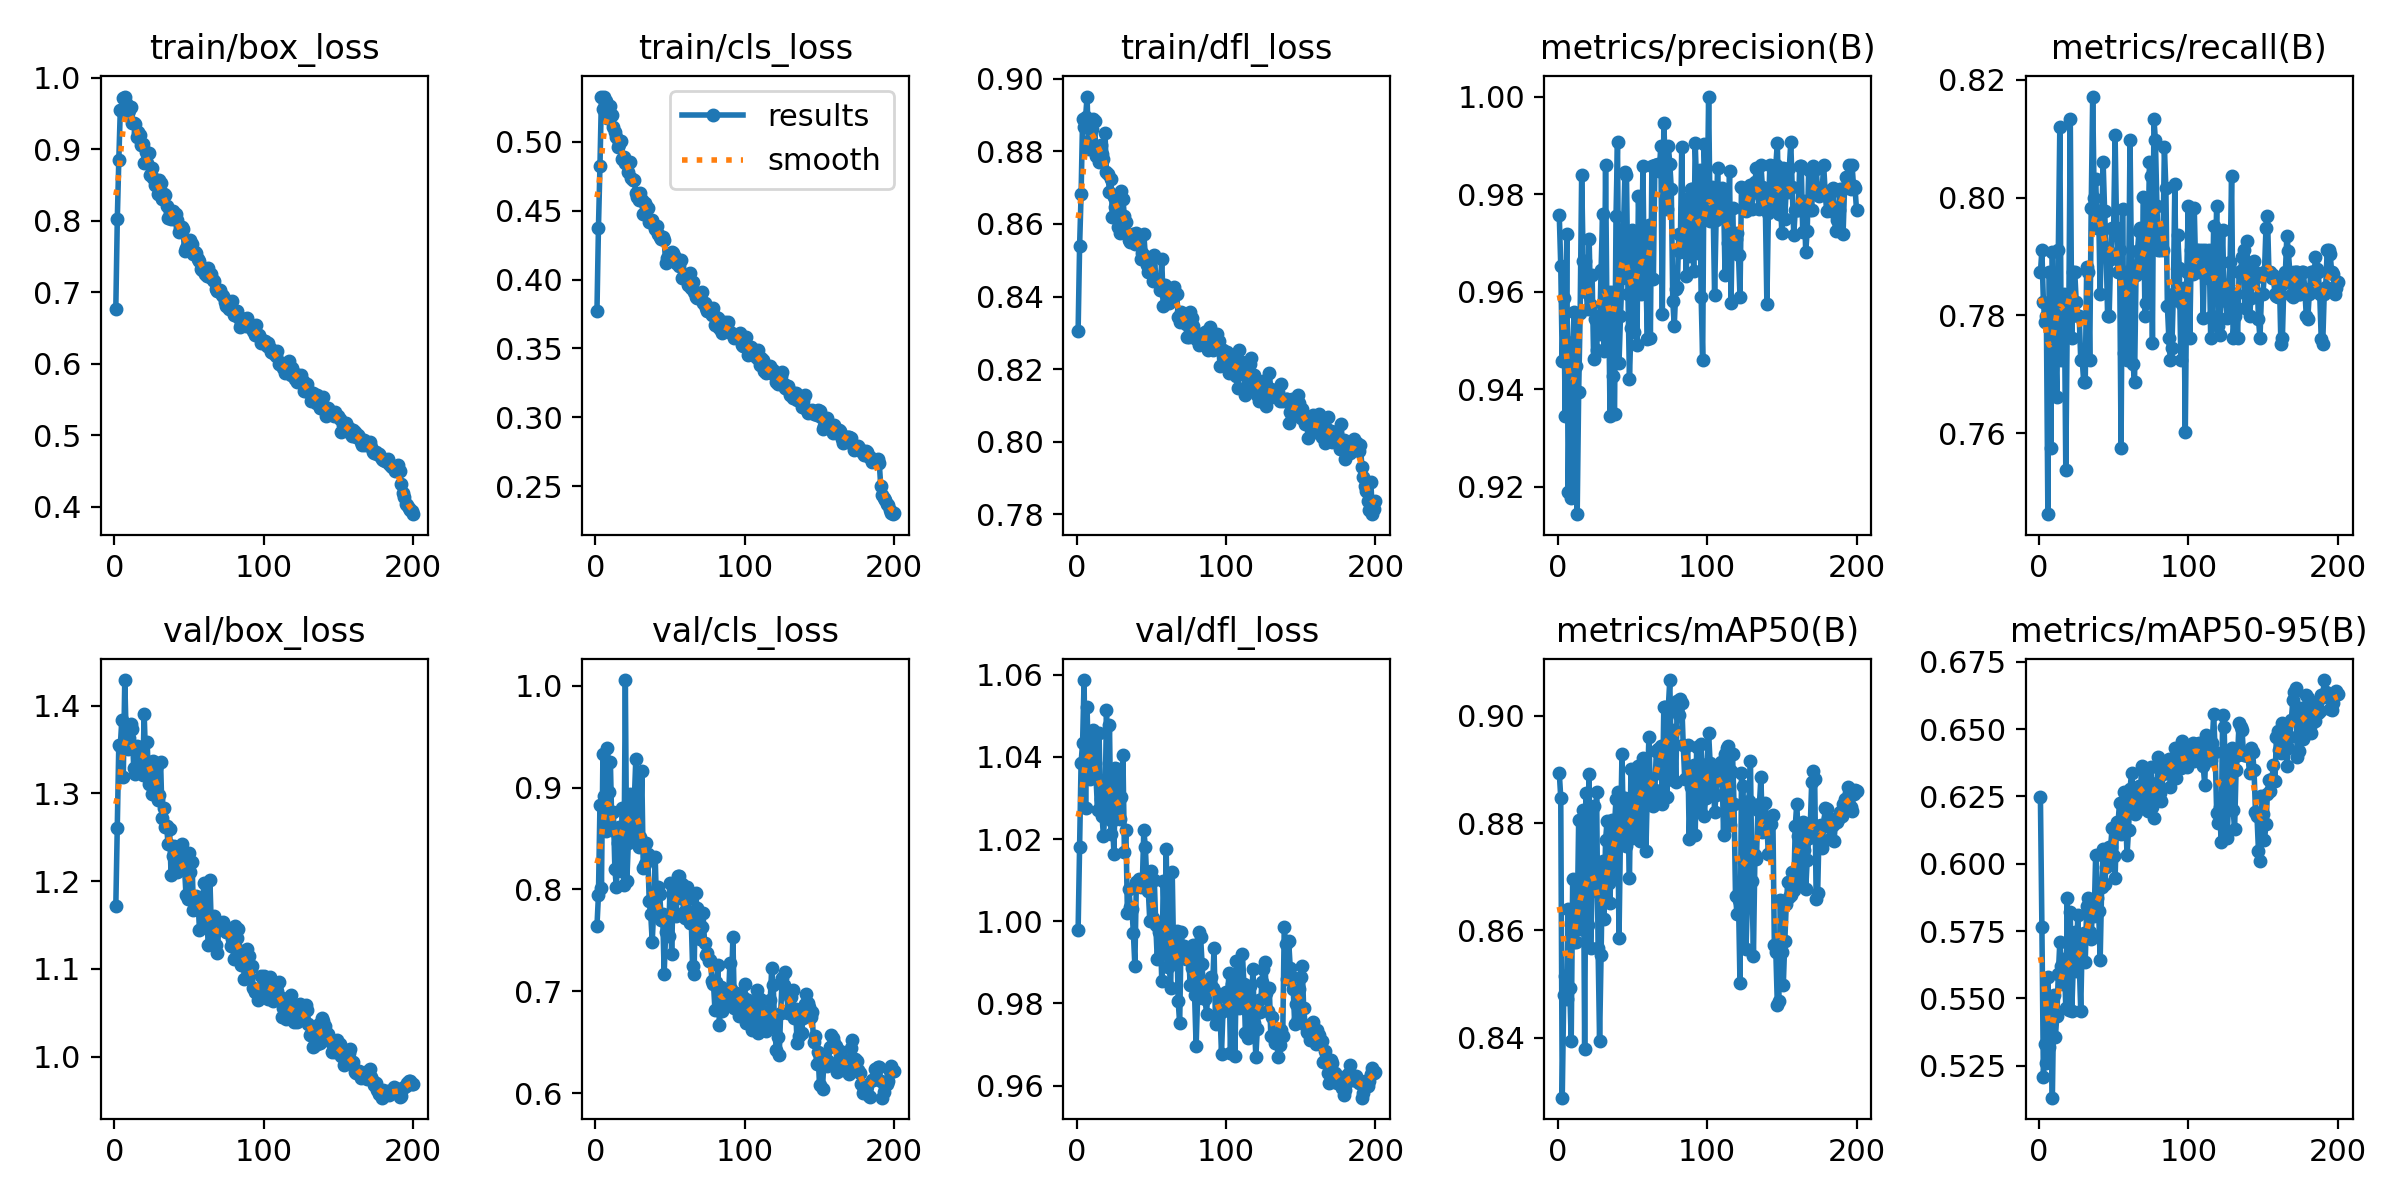 train/box_loss
1.0
0.9
0.8
0.7
0.6
0.5
0.4
0 100 200
train/cls_loss
results
smooth
0.50
0.45
0.40
0.35
0.30
0.25
0 100 200
train/dfl_loss
0.90
0.88
0.86
0.84
0.82
0.80
0.78
0 100 200
metrics/precision(B)
1.00
0.98
0.96
0.94
0.92
0 100 200
metrics/recall(B)
0.82
0.80
0.78
0.76
0 100 200
val/box_loss
1.4
1.3
1.2
1.1
1.0
0 100 200
val/cls_loss
1.0
0.9
0.8
0.7
0.6
0 100 200
val/dfl_loss
1.06
1.04
1.02
1.00
0.98
0.96
0 100 200
metrics/mAP50(B)
0.90
0.88
0.86
0.84
0 100 200
metrics/mAP50-95(B)
0.675
0.650
0.625
0.600
0.575
0.550
0.525
0 100 200